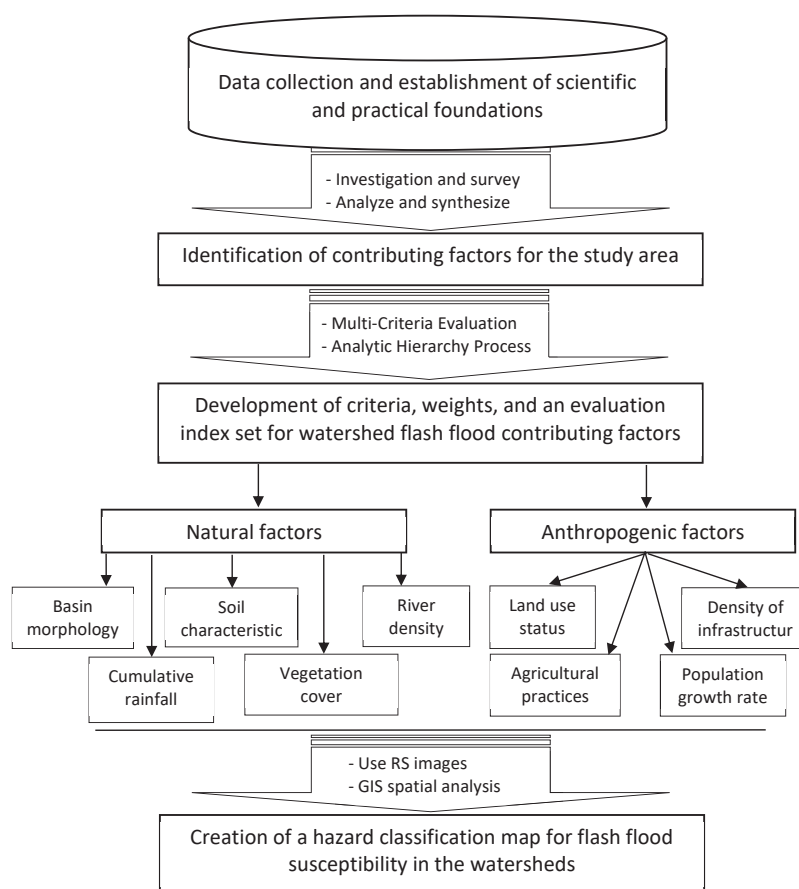 Data collection and establishment of scientific
and practical foundations
- Investigation and survey
- Analyze and synthesize
Identification of contributing factors for the study area
- Multi-Criteria Evaluation
- Analytic Hierarchy Process
Development of criteria, weights, and an evaluation
index set for watershed flash flood contributing factors
Natural factors
Anthropogenic factors
Basin
morphology
Soil
characteristic
River
density
Land use
status
Density of
infrastructur
Cumulative
rainfall
Vegetation
cover
Agricultural
practices
Population
growth rate
- Use RS images
- GIS spatial analysis
Creation of a hazard classification map for flash flood
susceptibility in the watersheds